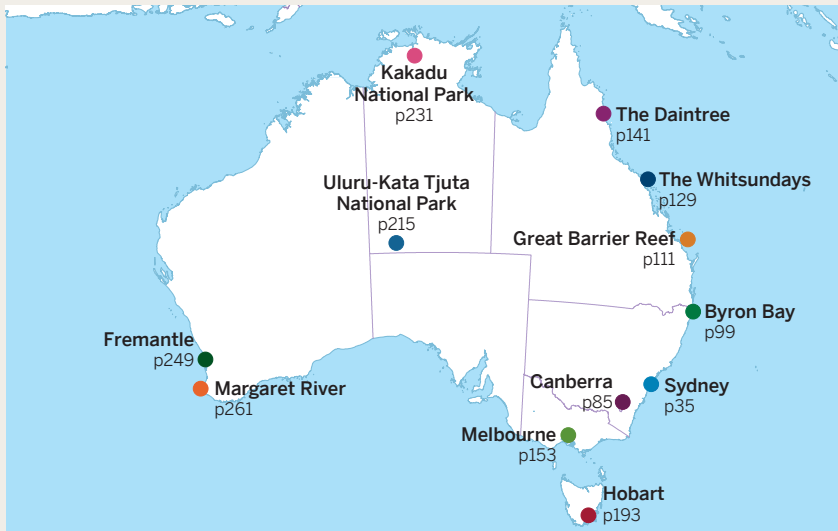 Kakadu
National Park
p231
The Daintree
p141
Uluru-Kata Tjuta
National Park
p215
The Whitsundays
p129
Great Barrier Reef
p111
Byron Bay
p99
Fremantle
p249
Margaret River
p261
Canberra
p85
Sydney
p35
Melbourne
p153
Hobart
p193